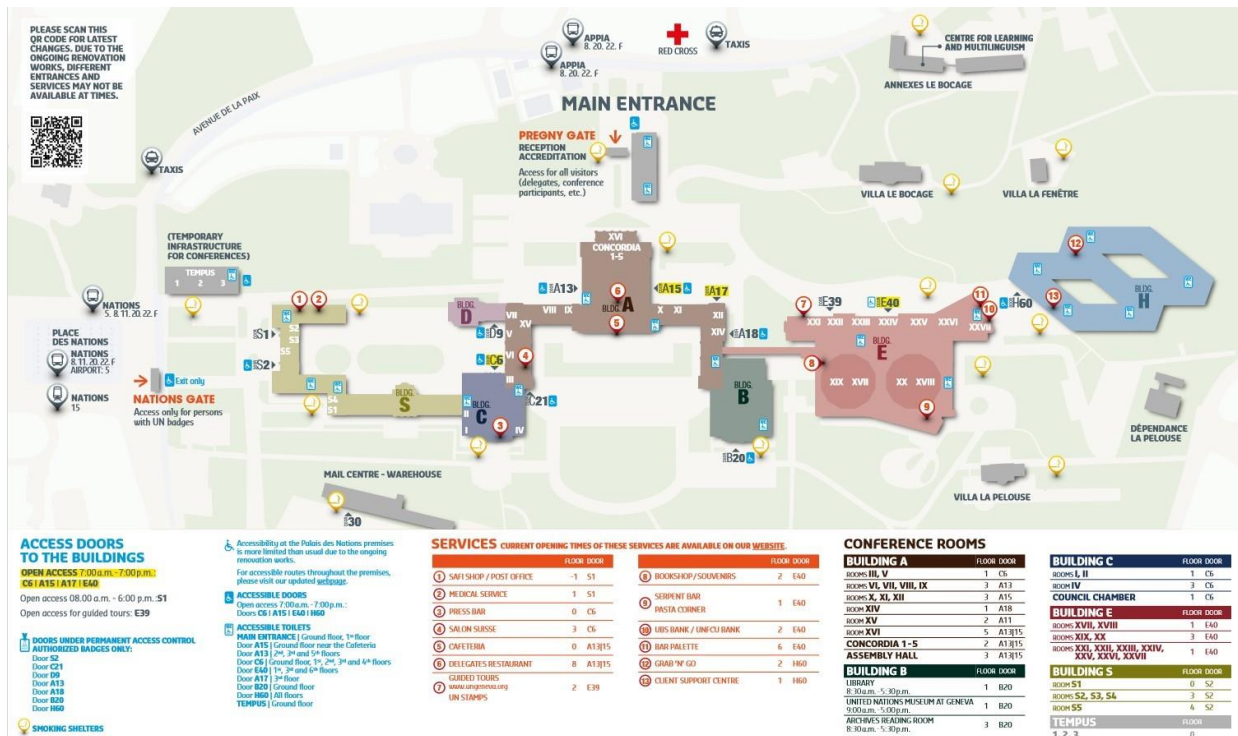 PLEASE SCAN THIS
QR CODE FOR LATEST
CHANGES. DUE TO THE
ONGOING RENOVATION
WORKS, DIFFERENT
ENTRANCES AND
SERVICES MAY NOT BE
AVAILABLE AT TIMES.
AVENUE DE LA PAIX
TAXIS
APPIA
8. 20. 22. F
APPIA
8. 20. 22. F
RED CROSS
TAXIS
CENTRE FOR LEARNING
AND MULTILINGUISM
ANNEXES LE BOCAGE
MAIN ENTRANCE
PREGNY GATE
RECEPTION
ACCREDITATION
Access for all visitors
(delegates, conference
participants, etc.)
VILLA LE BOCAGE
VILLA LA FENÊTRE
(TEMPORARY
INFRASTRUCTURE
FOR CONFERENCES)
TEMPUS
1 2 3
NATIONS
5. 8.11. 20. 22. F
PLACE
DES NATIONS
NATIONS
8. 11. 20. 22. F
AIRPORT: 5
NATIONS
15
Exit only
NATIONS GATE
Access only for persons
with UN badges
1 2
S2
S3
S5
S4
S1
S1
S2
BLDG.
S
BLDG.
D
D9
C6
VII
XV
V
VI
III
4
BLDG.
C
II
I
IV
3
C21
VIII IX
XVI
CONCORDIA
1-5
6
BLDG.
A
5
A13
A15
A17
X XI
XII
XIV
A18
BLDG.
B
B20
7
E39
E40
XXI XXII XXIII XXIV XXV XXVI XXVII
11
10
BLDG.
E
8
XIX XVII
XX XVIII
9
H60
12
13
BLDG.
H
DÉPENDANCE
LA PELOUSE
VILLA LA PELOUSE
MAIL CENTRE - WAREHOUSE
30
ACCESS DOORS
TO THE BUILDINGS
OPEN ACCESS 7:00 a.m. - 7:00 p.m.:
C6 | A15 | A17 | E40
Open access 08.00 a.m. - 6:00 p.m. :S1
Open access for guided tours: E39
DOORS UNDER PERMANENT ACCESS CONTROL
AUTHORIZED BADGES ONLY:
Door S2
Door C21
Door D9
Door A13
Door A18
Door B20
Door H60
SMOKING SHELTERS
Accessibility at the Palais des Nations premises
is more limited than usual due to the ongoing
renovation works.
For accessible routes throughout the premises,
please visit our updated webpage.
ACCESSIBLE DOORS
Open access 7:00 a.m. - 7:00 p.m.:
Doors C6 | A15 | E40 | H60
ACCESSIBLE TOILETS
MAIN ENTRANCE | Ground floor, 1st floor
Door A15 | Ground floor near the Cafeteria
Door A13 | 2nd, 3rd and 5th floors
Door C6 | Ground floor, 1st, 2nd, 3rd and 4th floors
Door E40 | 1st, 3rd and 6th floors
Door A17 | 3rd floor
Door B20 | Ground floor
Door H60 | All floors
TEMPUS | Ground floor
SERVICES CURRENT OPENING TIMES OF THESE SERVICES ARE AVAILABLE ON OUR WEBSITE.
FLOOR DOOR
1 SAFI SHOP / POST OFFICE -1 S1
2 MEDICAL SERVICE 1 S1
3 PRESS BAR 0 C6
4 SALON SUISSE 3 C6
5 CAFETERIA 0 A13|15
6 DELEGATES RESTAURANT 8 A13|15
7 GUIDED TOURS
www.ungeneva.org 2 E39
UN STAMPS
FLOOR DOOR
8 BOOKSHOP/SOUVENIRS 2 E40
9 SERPENT BAR
PASTA CORNER 1 E40
10 UBS BANK / UNFCU BANK 2 E40
11 BAR PALETTE 6 E40
12 GRAB 'N' GO 2 H60
13 CLIENT SUPPORT CENTRE 1 H60
CONFERENCE ROOMS
BUILDING A FLOOR DOOR
ROOMS III, V 1 C6
ROOMS VI, VII, VIII, IX 3 A13
ROOMS X, XI, XII 3 A15
ROOM XIV 1 A18
ROOM XV 2 A11
ROOM XVI 5 A13|15
CONCORDIA 1 - 5 2 A13|15
ASSEMBLY HALL 3 A13|15
BUILDING B FLOOR DOOR
LIBRARY
8:30 a.m. - 5:30 p.m. 1 B20
UNITED NATIONS MUSEUM AT GENEVA
9:00 a.m. - 5:00 p.m. 1 B20
ARCHIVES READING ROOM
8:30 a.m. - 5:30 p.m. 3 B20
BUILDING C FLOOR DOOR
ROOMS I, II 1 C6
ROOM IV 3 C6
COUNCIL CHAMBER 1 C6
BUILDING E FLOOR DOOR
ROOMS XVII, XVIII 1 E40
ROOMS XIX, XX 3 E40
ROOMS XXI, XXII, XXIII, XXIV,
XXV, XXVI, XXVII 1 E40
BUILDING S FLOOR DOOR
ROOM S1 0 S2
ROOMS S2, S3, S4 3 S2
ROOM S5 4 S2
TEMPUS FLOOR
1, 2, 3 0